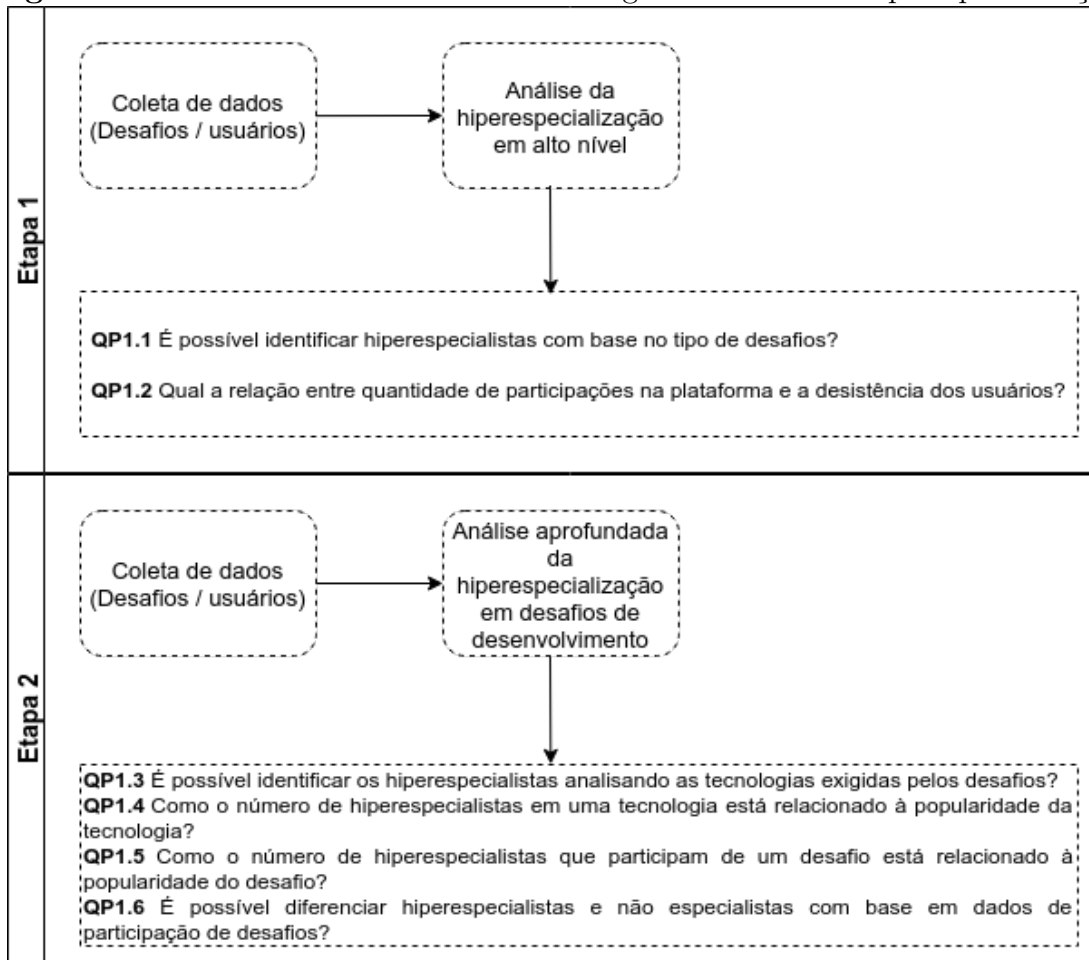 Etapa 1
Coleta de dados
(Desafios / usuários)
Análise da
hiperespecialização
em alto nível
QP1.1 É possível identificar hiperespecialistas com base no tipo de desafios?
QP1.2 Qual a relação entre quantidade de participações na plataforma e a desistência dos usuários?
Etapa 2
Coleta de dados
(Desafios / usuários)
Análise aprofundada
da
hiperespecialização
em desafios de
desenvolvimento
QP1.3 É possível identificar os hiperespecialistas analisando as tecnologias exigidas pelos desafios?
QP1.4 Como o número de hiperespecialistas em uma tecnologia está relacionado à popularidade da
tecnologia?
QP1.5 Como o número de hiperespecialistas que participam de um desafio está relacionado à
popularidade do desafio?
QP1.6 É possível diferenciar hiperespecialistas e não especialistas com base em dados de
participação de desafios?